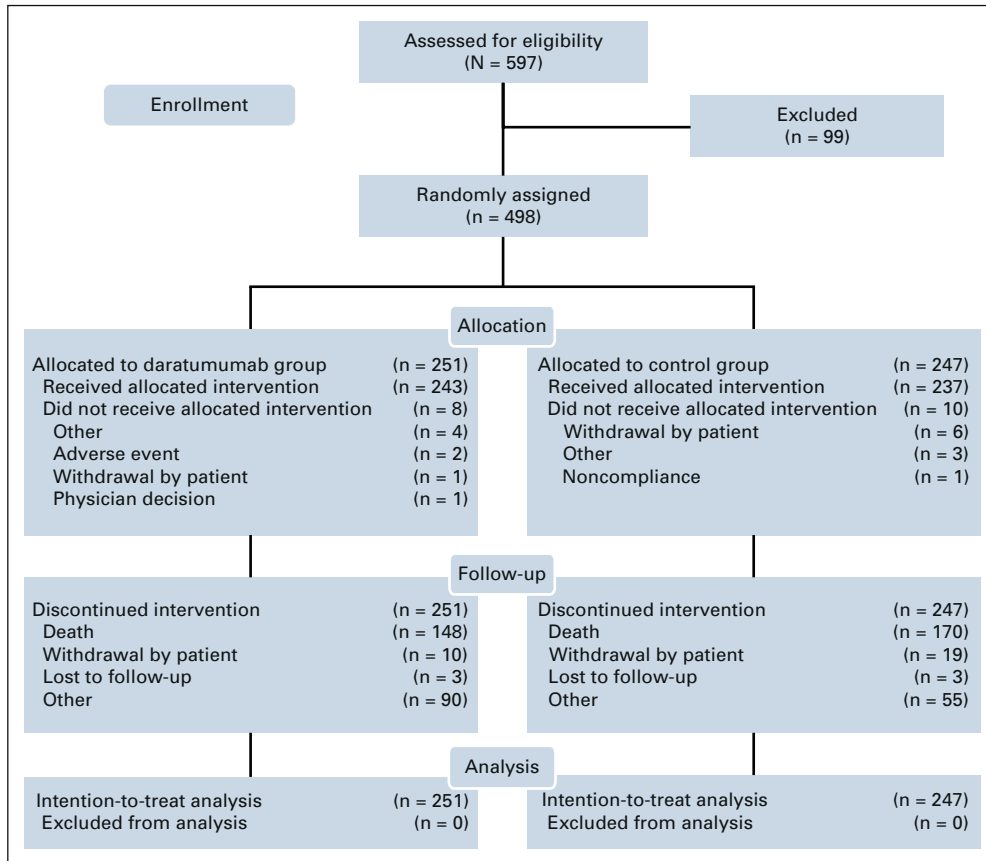 Assessed for eligibility
(N = 597)
Enrollment
Excluded
(n = 99)
Randomly assigned
(n = 498)
Allocation
Allocated to daratumumab group (n = 251)
Received allocated intervention (n = 243)
Did not receive allocated intervention (n = 8)
Other (n = 4)
Adverse event (n = 2)
Withdrawal by patient (n = 1)
Physician decision (n = 1)
Allocated to control group (n = 247)
Received allocated intervention (n = 237)
Did not receive allocated intervention (n = 10)
Withdrawal by patient (n = 6)
Other (n = 3)
Noncompliance (n = 1)
Follow-up
Discontinued intervention (n = 251)
Death (n = 148)
Withdrawal by patient (n = 10)
Lost to follow-up (n = 3)
Other (n = 90)
Discontinued intervention (n = 247)
Death (n = 170)
Withdrawal by patient (n = 19)
Lost to follow-up (n = 3)
Other (n = 55)
Analysis
Intention-to-treat analysis (n = 251)
Excluded from analysis (n = 0)
Intention-to-treat analysis (n = 247)
Excluded from analysis (n = 0)